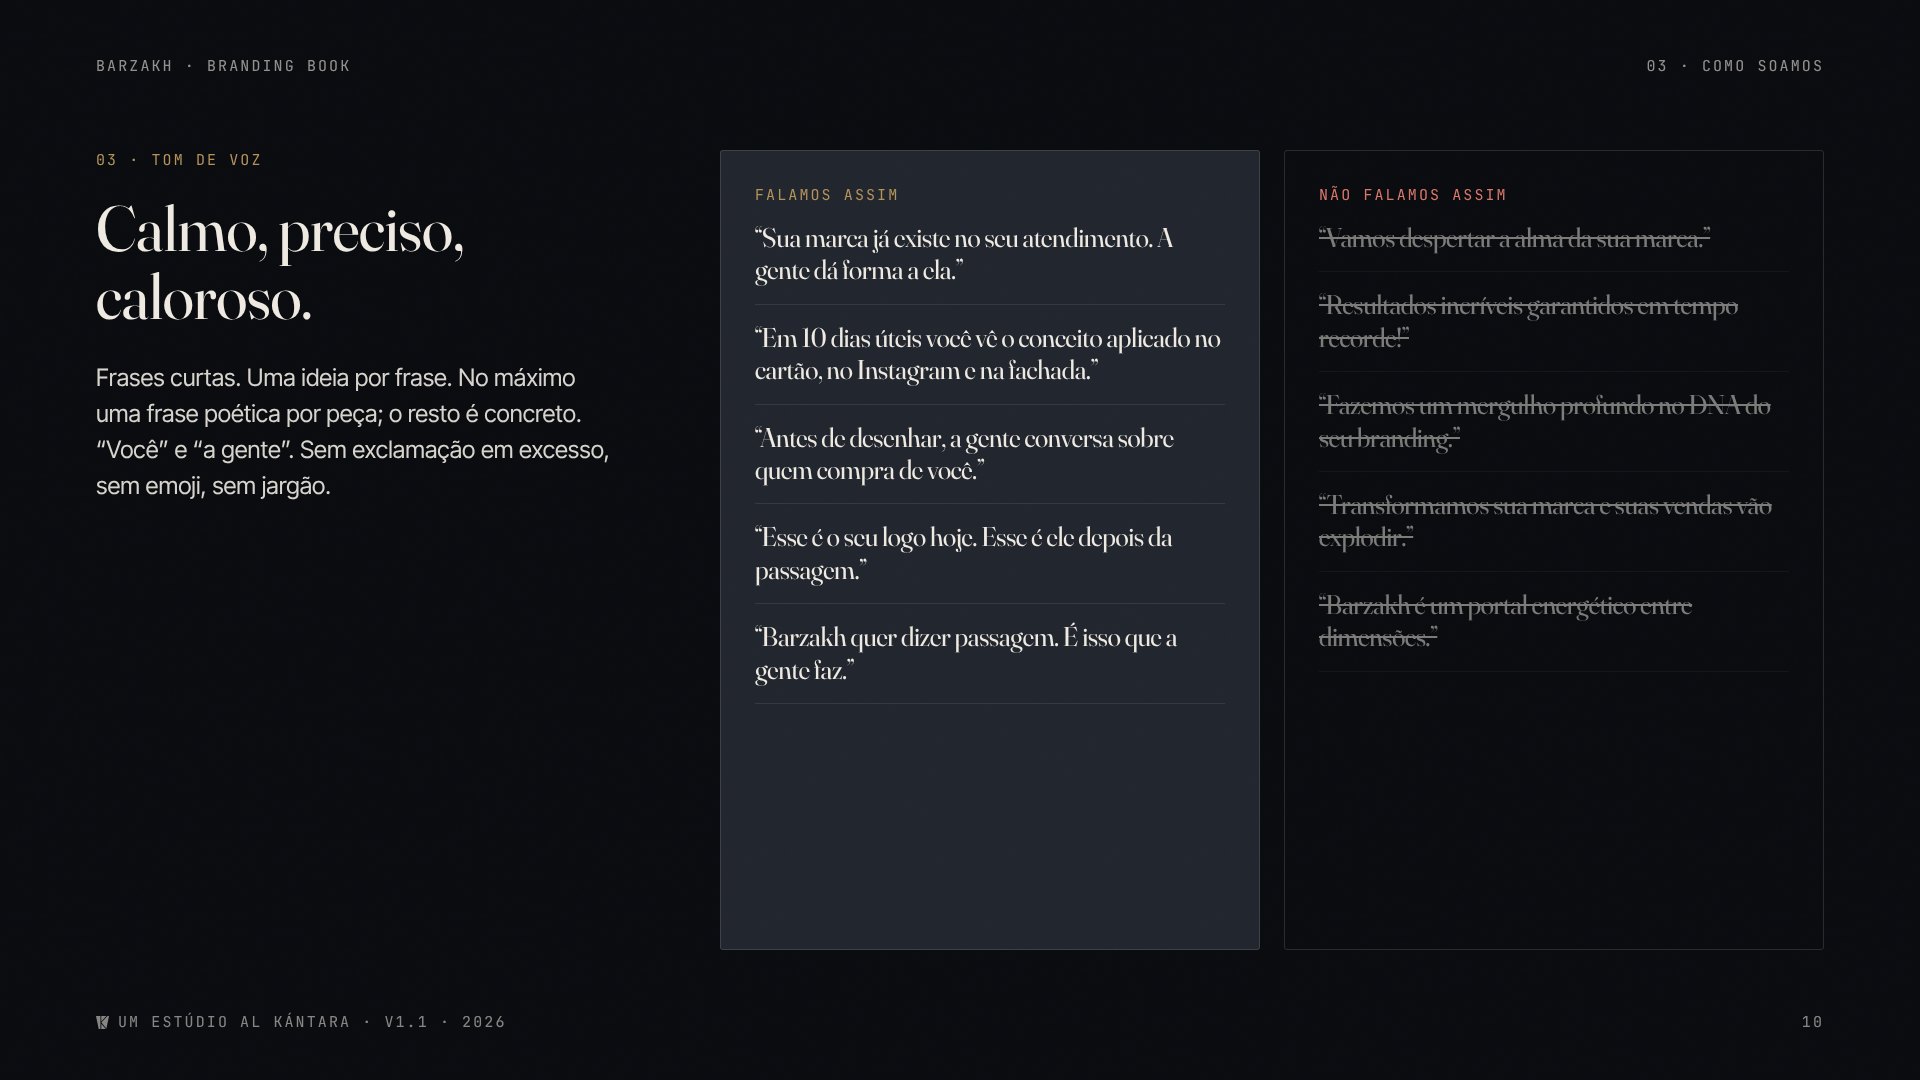 BARZAKH · BRANDING BOOK
03 · COMO SOAMOS
03 · TOM DE VOZ
Calmo, preciso,
caloroso.
Frases curtas. Uma ideia por frase. No máximo
uma frase poética por peça; o resto é concreto.
“Você” e “a gente”. Sem exclamação em excesso,
sem emoji, sem jargão.
FALAMOS ASSIM
“Sua marca já existe no seu atendimento. A
gente dá forma a ela.”
“Em 10 dias úteis você vê o conceito aplicado no
cartão, no Instagram e na fachada.”
“Antes de desenhar, a gente conversa sobre
quem compra de você.”
“Esse é o seu logo hoje. Esse é ele depois da
passagem.”
“Barzakh quer dizer passagem. É isso que a
gente faz.”
NÃO FALAMOS ASSIM
“Vamos despertar a alma da sua marca.”
“Resultados incríveis garantidos em tempo
recorde!”
“Fazemos um mergulho profundo no DNA do
seu branding.”
“Transformamos sua marca e suas vendas vão
explodir.”
“Barzakh é um portal energético entre
dimensões.”
UM ESTÚDIO AL KÁNTARA · V1.1 · 2026
10